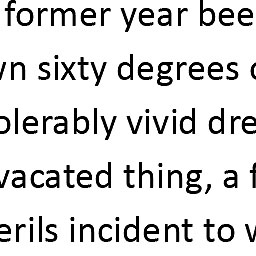 former year bee
wn sixty degrees
olerably vivid dre
vacated thing, a f
erils incident to w